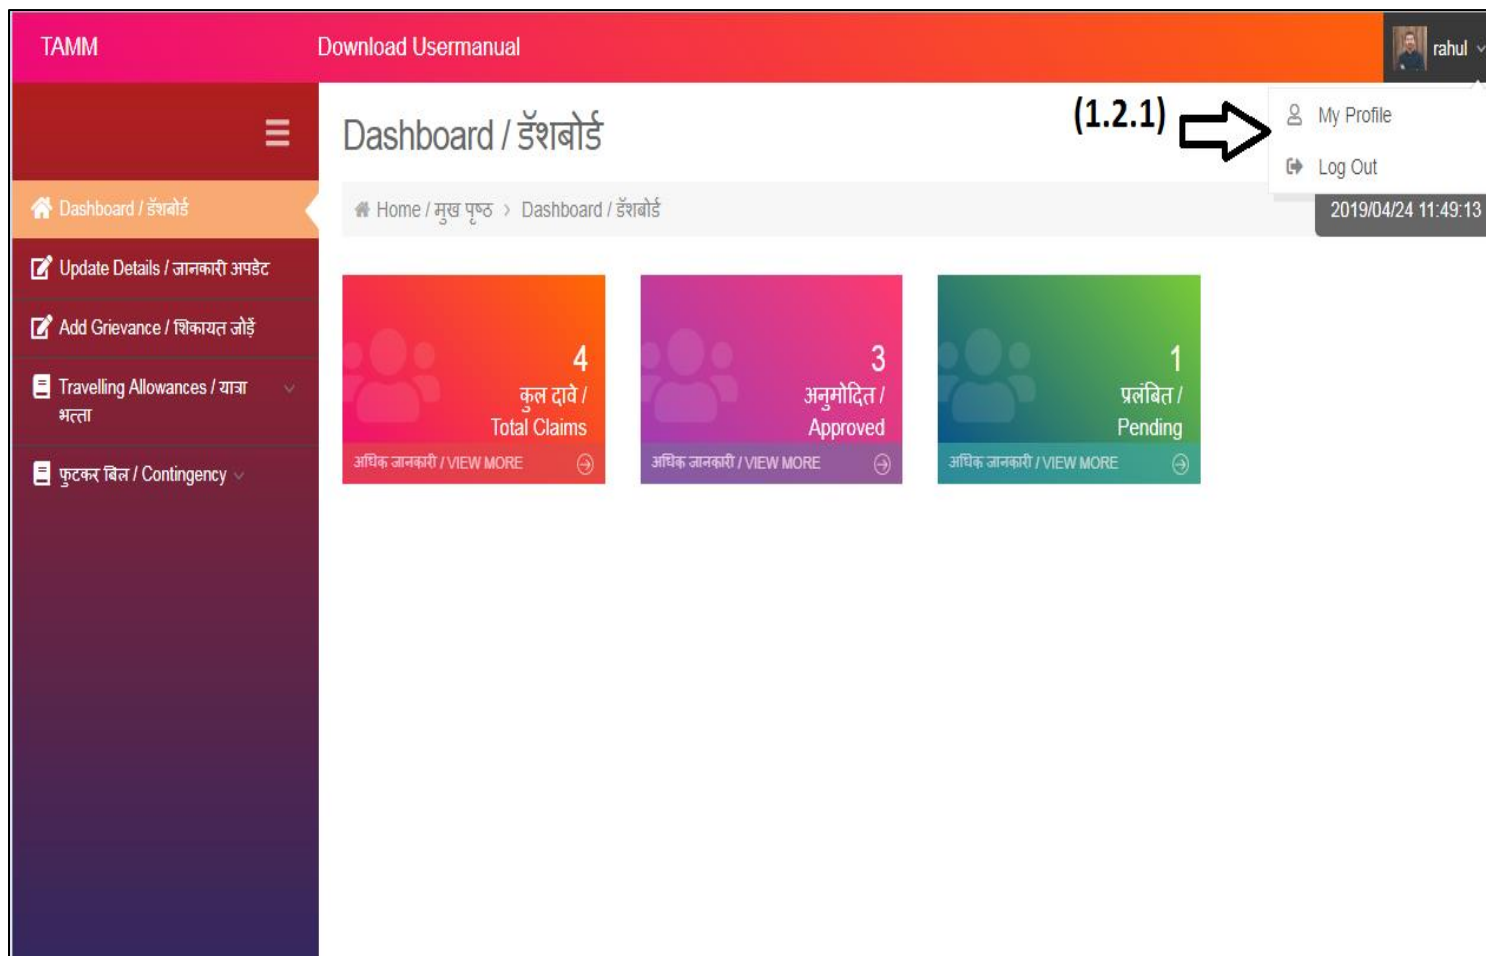 TAMM
Download Usermanual
rahul
(1.2.1)
My Profile
Log Out
Dashboard / डॅशबोर्ड
Dashboard / डॅशबोर्ड
Home / मुख पृष्ठ > Dashboard / डॅशबोर्ड
2019/04/24 11:49:13
Update Details / जानकारी अपडेट
Add Grievance / शिकायत जोड़ें
Travelling Allowances / यात्रा
भत्ता
फुटकर बिल / Contingency
4
कुल दावे /
Total Claims
अधिक जानकारी / VIEW MORE
3
अनुमोदित /
Approved
अधिक जानकारी / VIEW MORE
1
प्रलंबित /
Pending
अधिक जानकारी / VIEW MORE